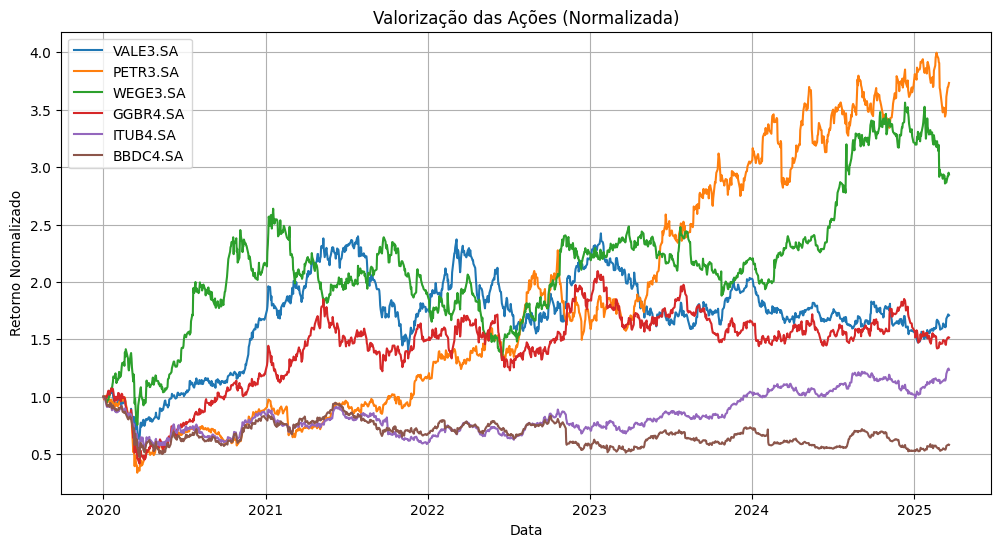 Valorização das Ações (Normalizada)
VALE3.SA
PETR3.SA
WEGE3.SA
GGBR4.SA
ITUB4.SA
BBDC4.SA
Retorno Normalizado
4.0
3.5
3.0
2.5
2.0
1.5
1.0
0.5
2020
2021
2022
2023
2024
2025
Data